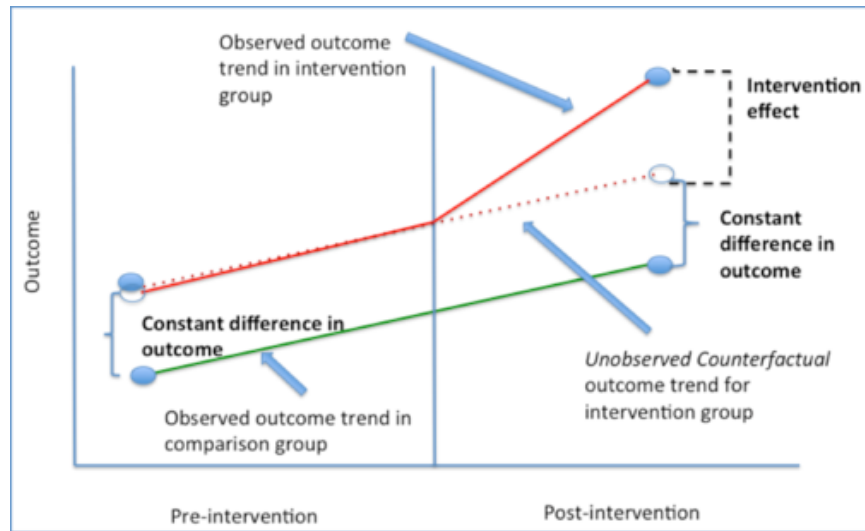 Observed outcome
trend in intervention
group
Intervention
effect
Outcome
Constant
difference in
outcome
Constant difference in
outcome
Unobserved Counterfactual
outcome trend for
intervention group
Observed outcome trend in
comparison group
Pre-intervention
Post-intervention